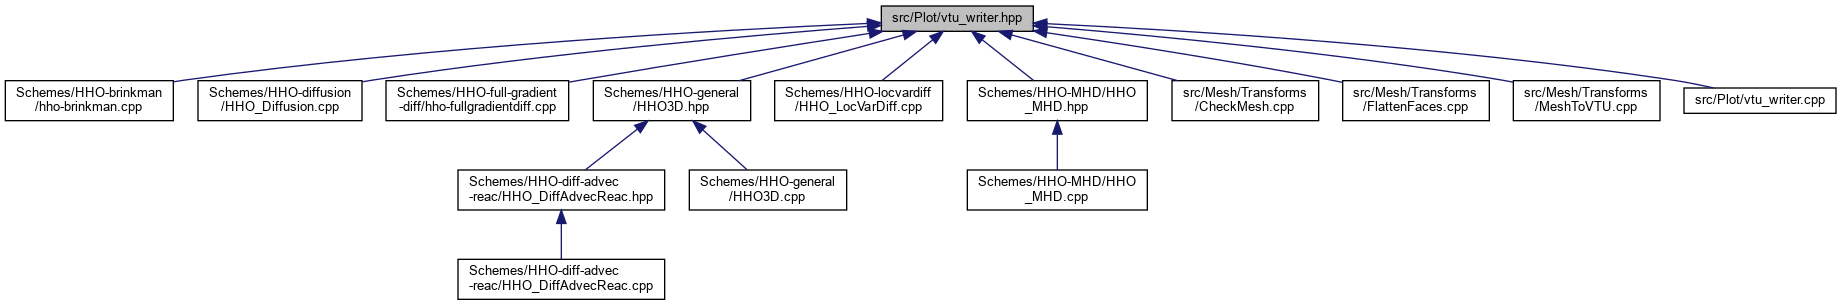 src/Plot/vtu_writer.hpp
Schemes/HHO-brinkman
/hho-brinkman.cpp
Schemes/HHO-diffusion
/HHO_Diffusion.cpp
Schemes/HHO-full-gradient
-diff/hho-fullgradientdiff.cpp
Schemes/HHO-general
/HHO3D.hpp
Schemes/HHO-locvardiff
/HHO_LocVarDiff.cpp
Schemes/HHO-MHD/HHO
_MHD.hpp
src/Mesh/Transforms
/CheckMesh.cpp
src/Mesh/Transforms
/FlattenFaces.cpp
src/Mesh/Transforms
/MeshToVTU.cpp
src/Plot/vtu_writer.cpp
Schemes/HHO-diff-advec
-reac/HHO_DiffAdvecReac.hpp
Schemes/HHO-general
/HHO3D.cpp
Schemes/HHO-MHD/HHO
_MHD.cpp
Schemes/HHO-diff-advec
-reac/HHO_DiffAdvecReac.cpp